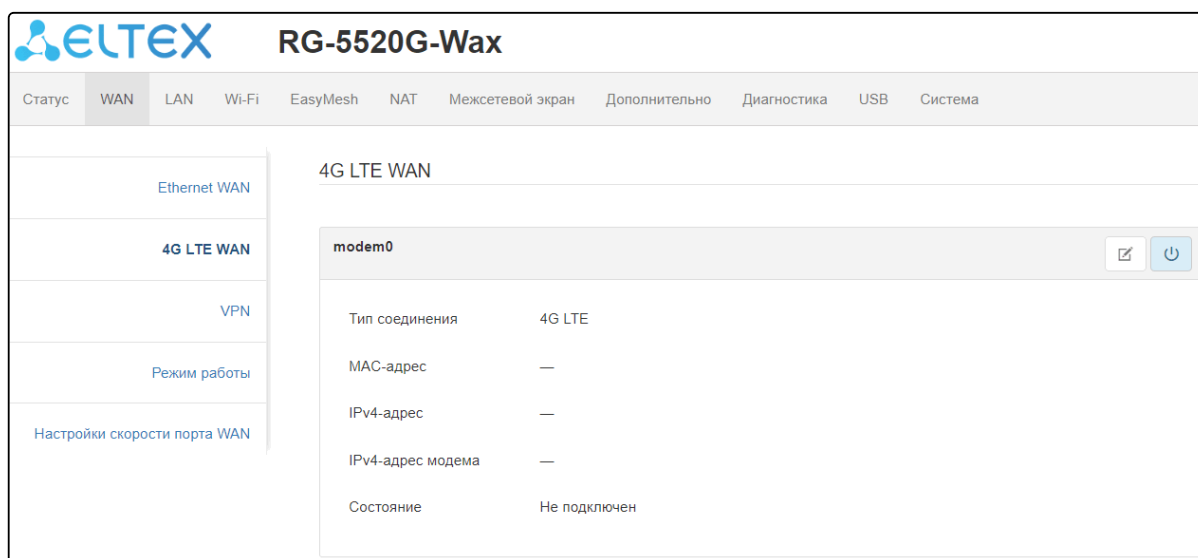 ELTEX RG-5520G-Wax
Статус WAN LAN Wi-Fi EasyMesh NAT Межсетевой экран Дополнительно Диагностика USB Система
Ethernet WAN
4G LTE WAN
VPN
Режим работы
Настройки скорости порта WAN
4G LTE WAN
modem0
Тип соединения 4G LTE
MAC-адрес —
IPv4-адрес —
IPv4-адрес модема —
Состояние Не подключен